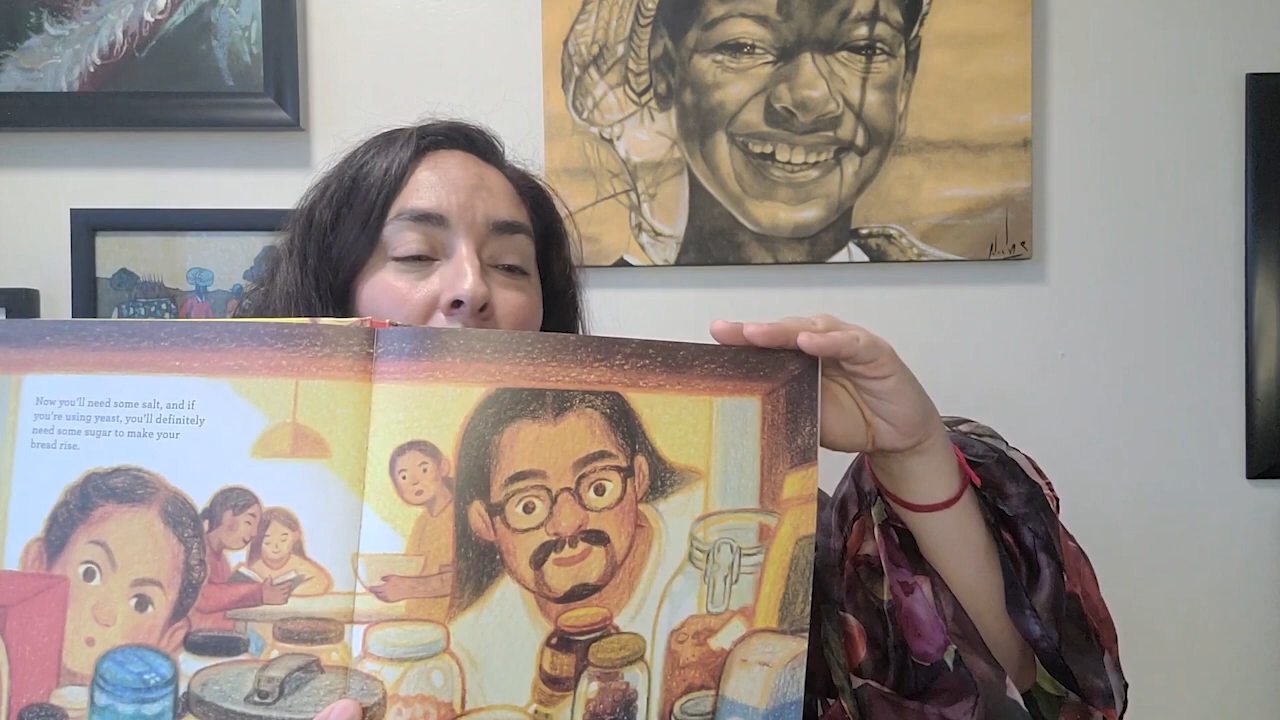 Now you'll need some salt, and if
you're using yeast, you'll definitely
need some sugar to make your
bread rise.